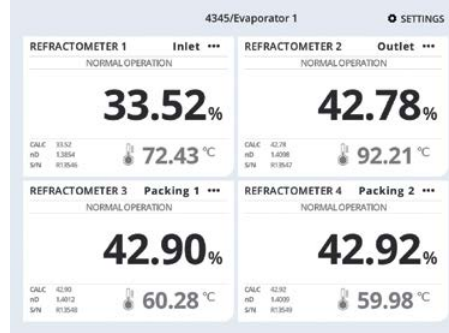 4345/Evaporator 1 SETTINGS
REFRACTOMETER 1 Inlet •••
NORMAL OPERATION
33.52%
CALC 33.52
nD 1.3854
S/N R13546
72.43 °C
REFRACTOMETER 2 Outlet •••
NORMAL OPERATION
42.78%
CALC 42.78
nD 1.4098
S/N R13547
92.21 °C
REFRACTOMETER 3 Packing 1 •••
NORMAL OPERATION
42.90%
CALC 42.90
nD 1.4012
S/N R13548
60.28 °C
REFRACTOMETER 4 Packing 2 •••
NORMAL OPERATION
42.92%
CALC 42.92
nD 1.4009
S/N R13549
59.98 °C